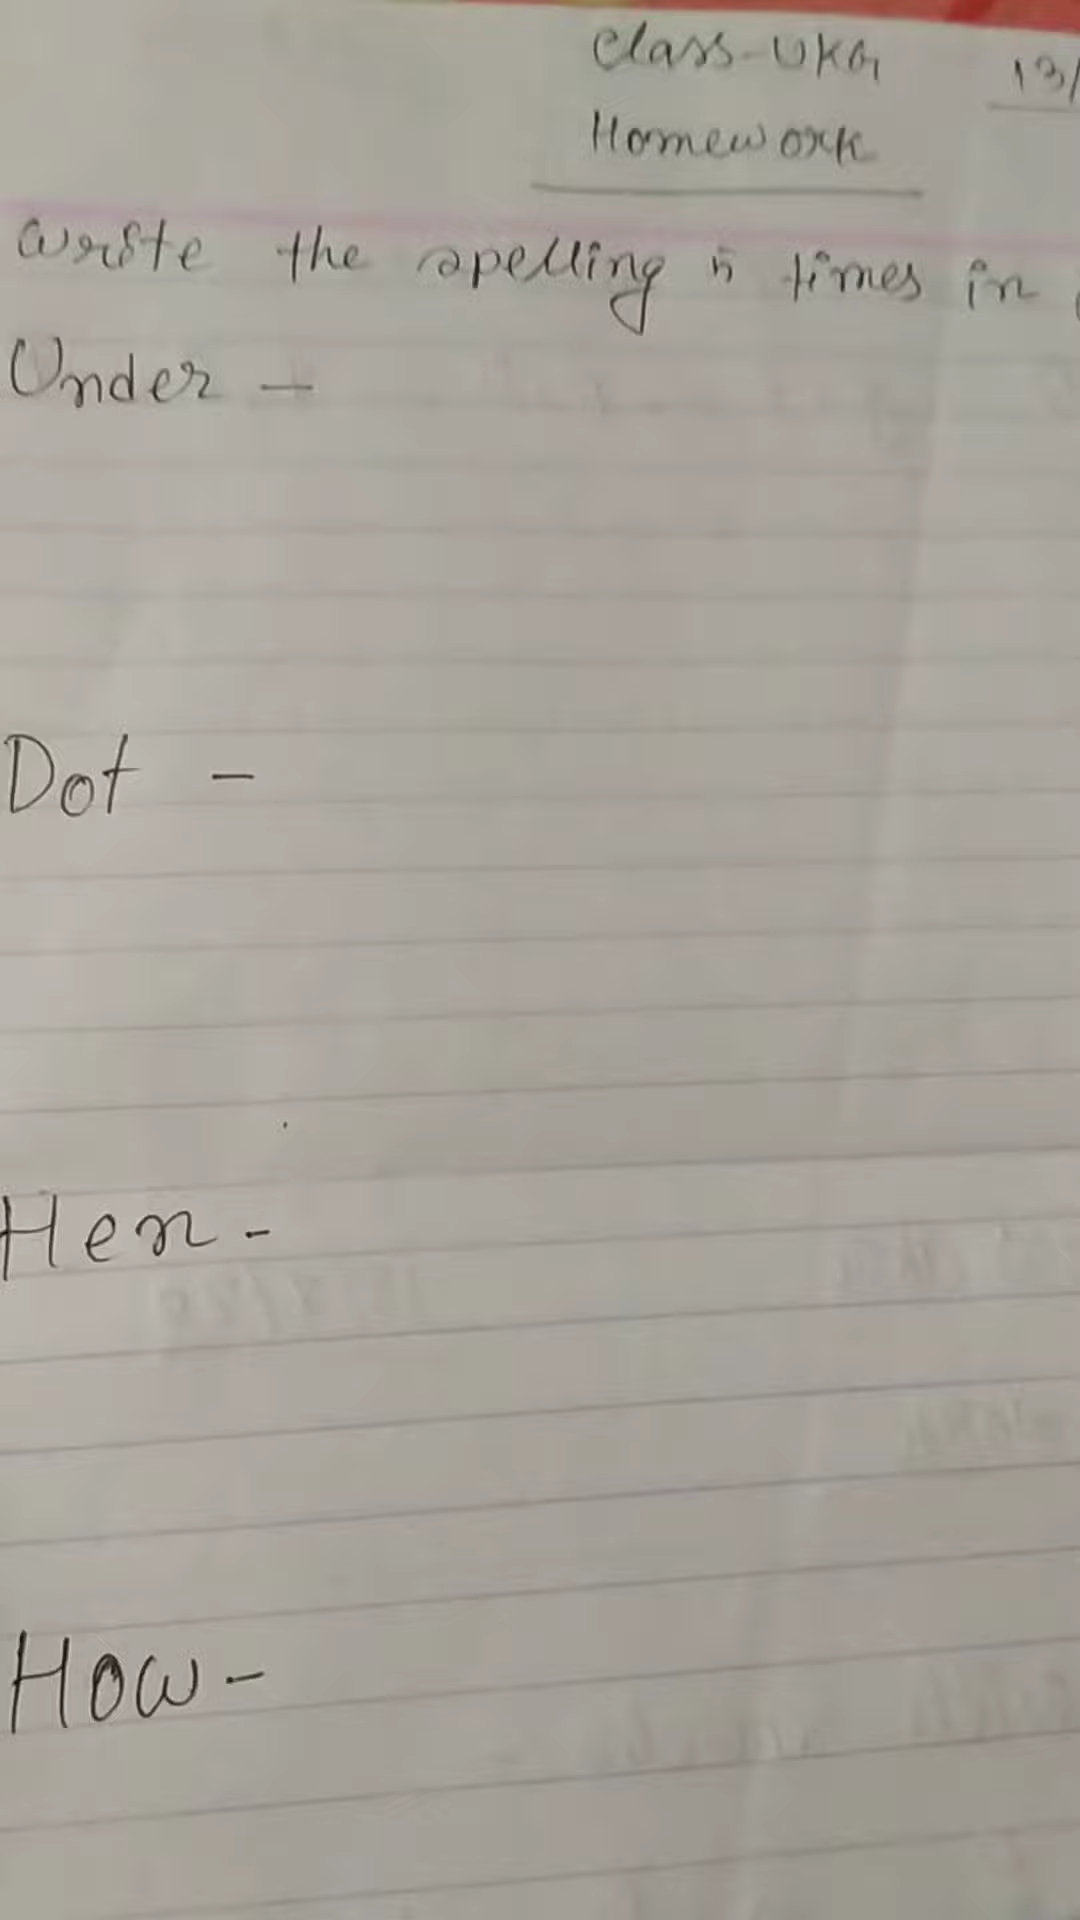 Class-UKG
13/
Homework
Write the spelling 5 times in
Under -
Dot -
Hen -
How -